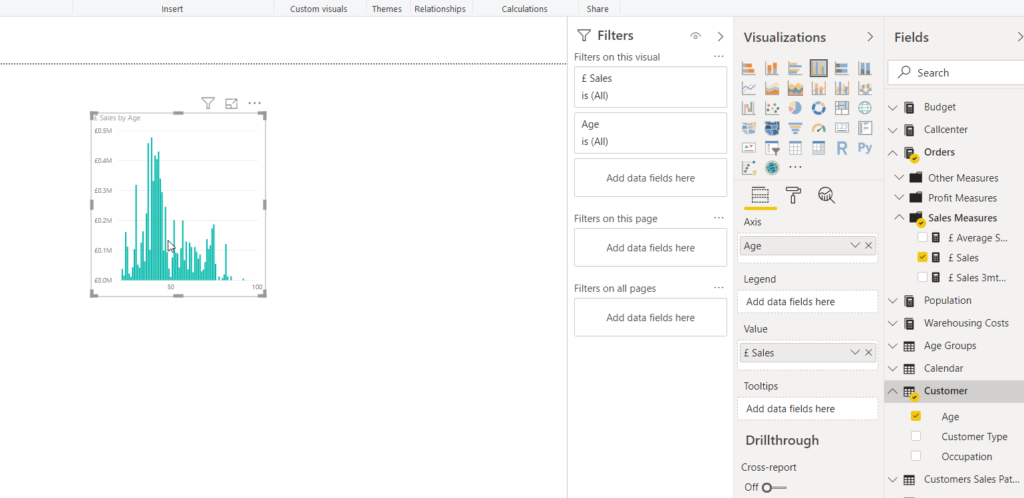 Insert
Custom visuals
Themes
Relationships
Calculations
Share
£ Sales by Age
£0.5M
£0.4M
£0.3M
£0.2M
£0.1M
£0.0M
50
100
Filters
Filters on this visual
£ Sales
is (All)
Age
is (All)
Add data fields here
Filters on this page
Add data fields here
Filters on all pages
Add data fields here
Visualizations
R
Py
Axis
Age
Legend
Add data fields here
Value
£ Sales
Tooltips
Add data fields here
Drillthrough
Cross-report
Off
Fields
Search
Budget
Callcenter
Orders
Other Measures
Profit Measures
Sales Measures
£ Average S...
£ Sales
£ Sales 3mt...
Population
Warehousing Costs
Age Groups
Calendar
Customer
Age
Customer Type
Occupation
Customers Sales Pat...